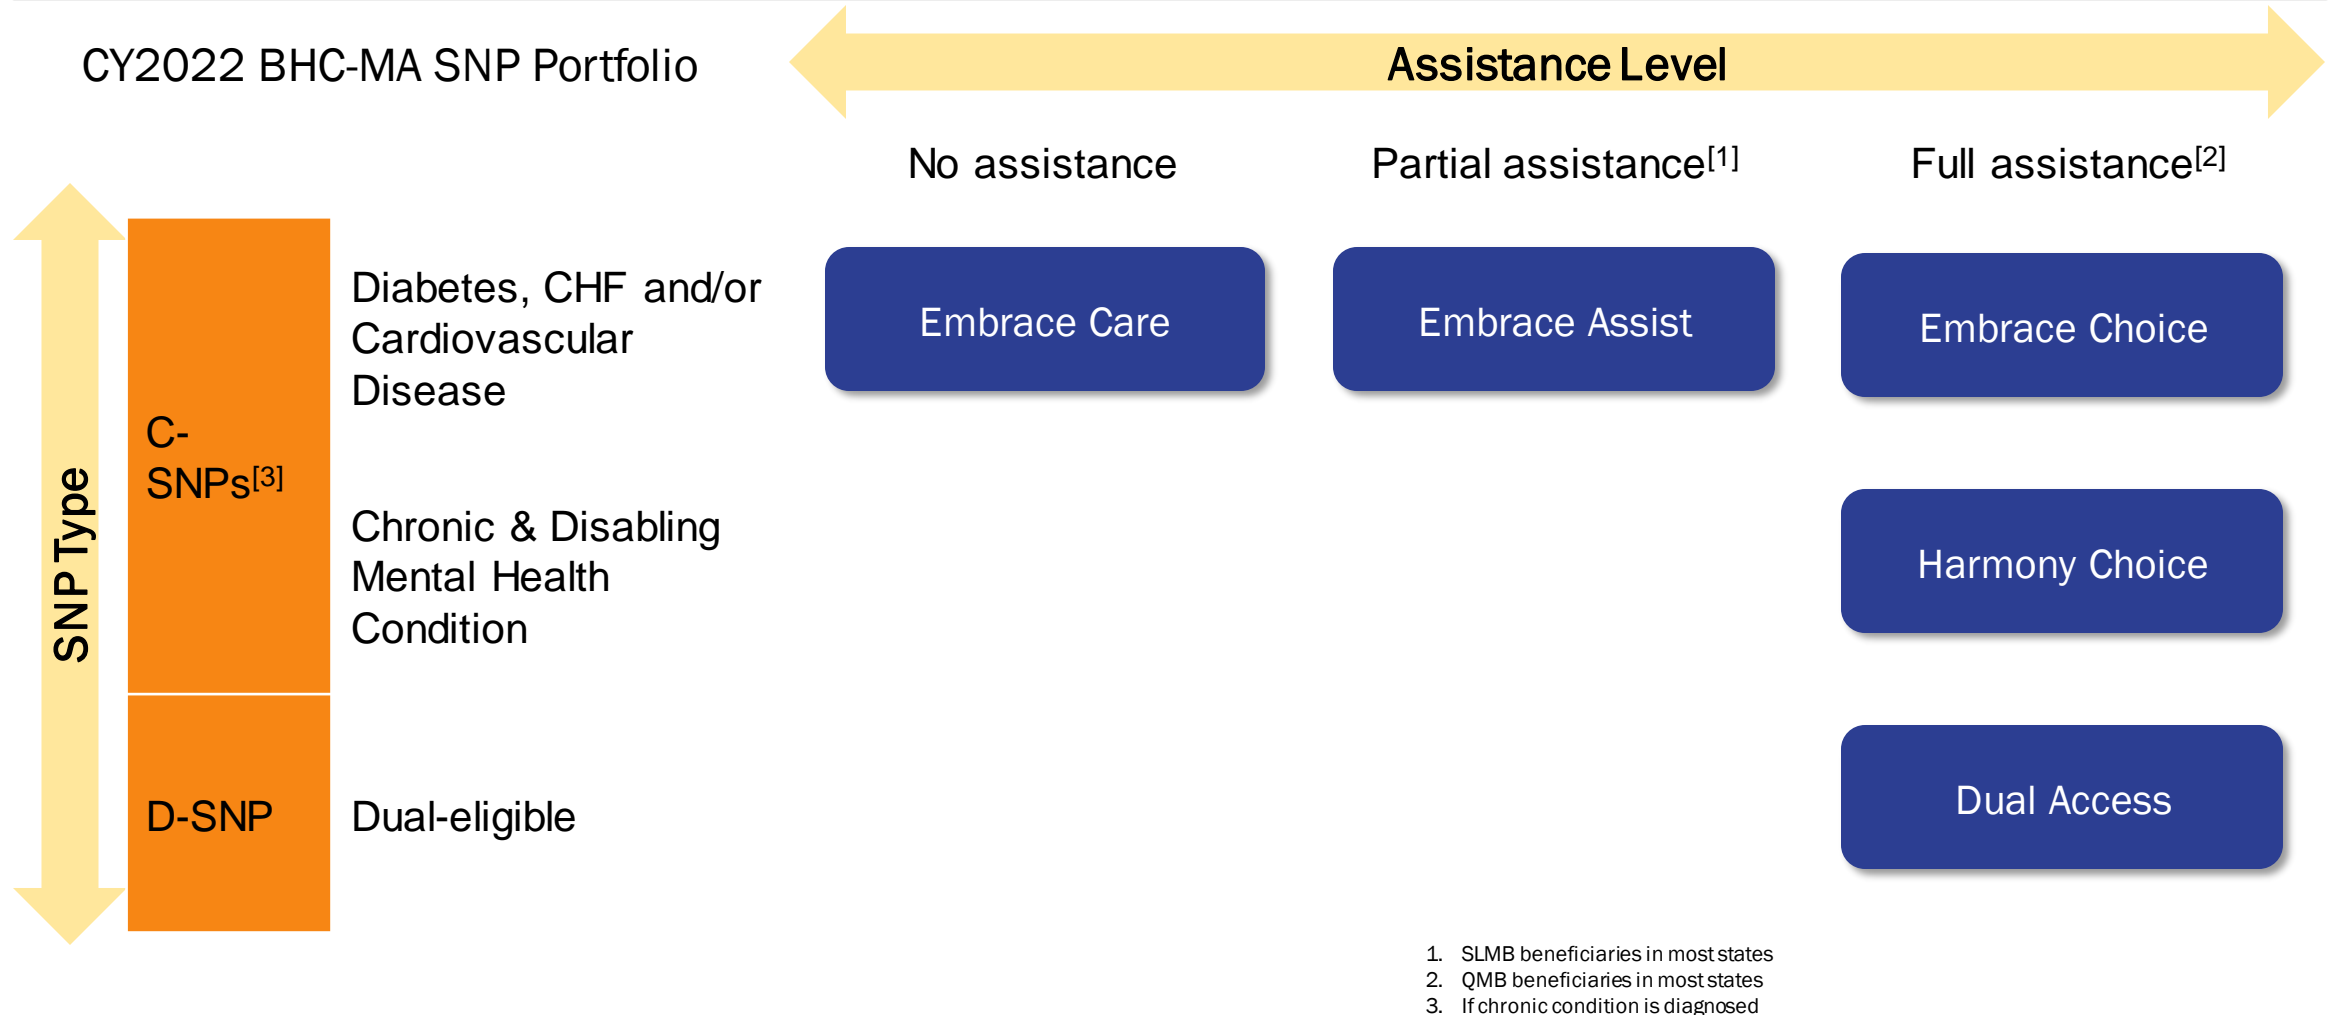 CY2022 BHC-MA SNP Portfolio
Assistance Level
No assistance
Partial assistance[1]
Full assistance[2]
SNP Type
C-
SNPs[3]
Diabetes, CHF and/or
Cardiovascular
Disease
Embrace Care
Embrace Assist
Embrace Choice
Chronic & Disabling
Mental Health
Condition
Harmony Choice
D-SNP
Dual-eligible
Dual Access
1. SLMB beneficiaries in most states
2. QMB beneficiaries in most states
3. If chronic condition is diagnosed